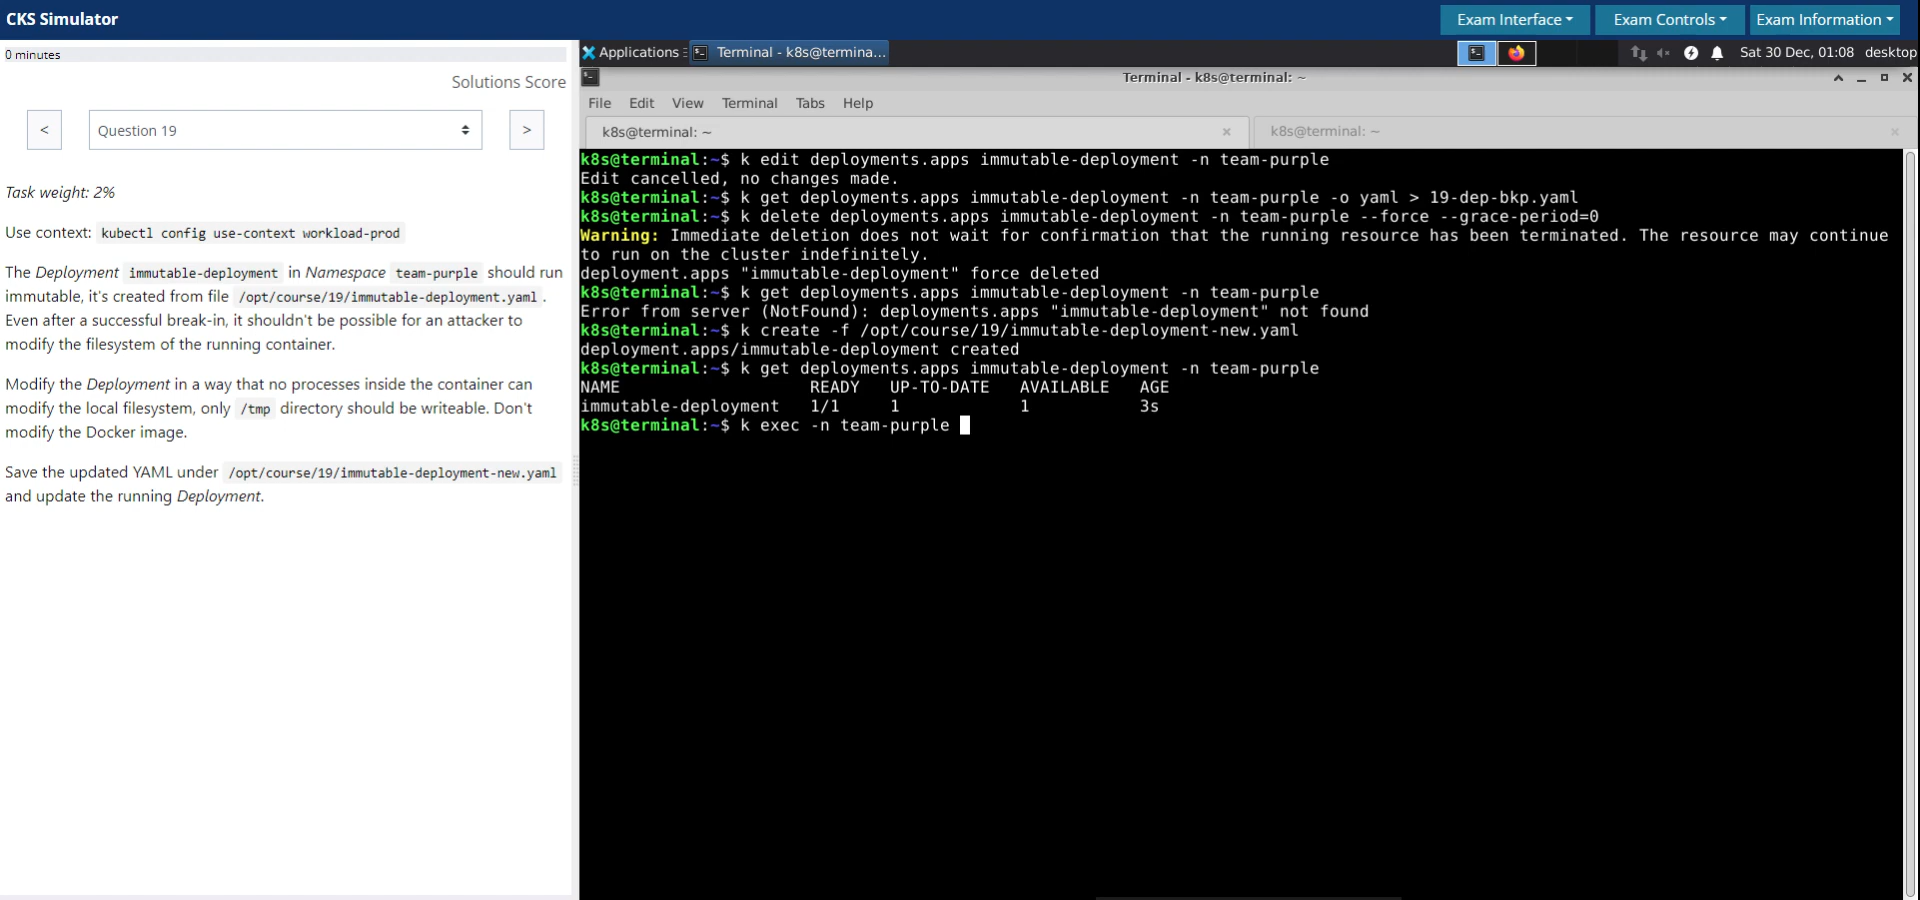 CKS Simulator
Exam Interface
Exam Controls
Exam Information
0 minutes
Solutions Score
<
Question 19
>
Task weight: 2%
Use context: kubectl config use-context workload-prod
The Deployment immutable-deployment in Namespace team-purple should run
immutable, it's created from file /opt/course/19/immutable-deployment.yaml .
Even after a successful break-in, it shouldn't be possible for an attacker to
modify the filesystem of the running container.
Modify the Deployment in a way that no processes inside the container can
modify the local filesystem, only /tmp directory should be writeable. Don't
modify the Docker image.
Save the updated YAML under /opt/course/19/immutable-deployment-new.yaml
and update the running Deployment.
Applications
Terminal - k8s@termina...
Sat 30 Dec, 01:08 desktop
Terminal - k8s@terminal: ~
File Edit View Terminal Tabs Help
k8s@terminal: ~
k8s@terminal: ~
k8s@terminal:~$ k edit deployments.apps immutable-deployment -n team-purple
Edit cancelled, no changes made.
k8s@terminal:~$ k get deployments.apps immutable-deployment -n team-purple -o yaml > 19-dep-bkp.yaml
k8s@terminal:~$ k delete deployments.apps immutable-deployment -n team-purple --force --grace-period=0
Warning: Immediate deletion does not wait for confirmation that the running resource has been terminated. The resource may continue
to run on the cluster indefinitely.
deployment.apps "immutable-deployment" force deleted
k8s@terminal:~$ k get deployments.apps immutable-deployment -n team-purple
Error from server (NotFound): deployments.apps "immutable-deployment" not found
k8s@terminal:~$ k create -f /opt/course/19/immutable-deployment-new.yaml
deployment.apps/immutable-deployment created
k8s@terminal:~$ k get deployments.apps immutable-deployment -n team-purple
NAME READY UP-TO-DATE AVAILABLE AGE
immutable-deployment 1/1 1 1 3s
k8s@terminal:~$ k exec -n team-purple